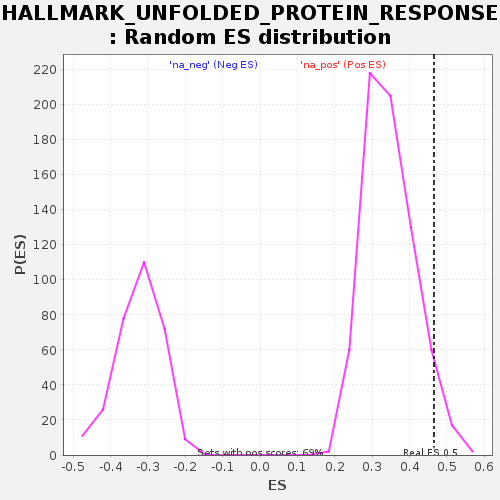 HALLMARK_UNFOLDED_PROTEIN_RESPONSE
: Random ES distribution
'na_neg' (Neg ES) 'na_pos' (Pos ES)
220
200
180
160
140
120
100
80
60
40
20
0
P(ES)
Sets with pos scores: 69% Real ES 0.5
-0.5 -0.4 -0.3 -0.2 -0.1 0.0 0.1 0.2 0.3 0.4 0.5 0.6
ES